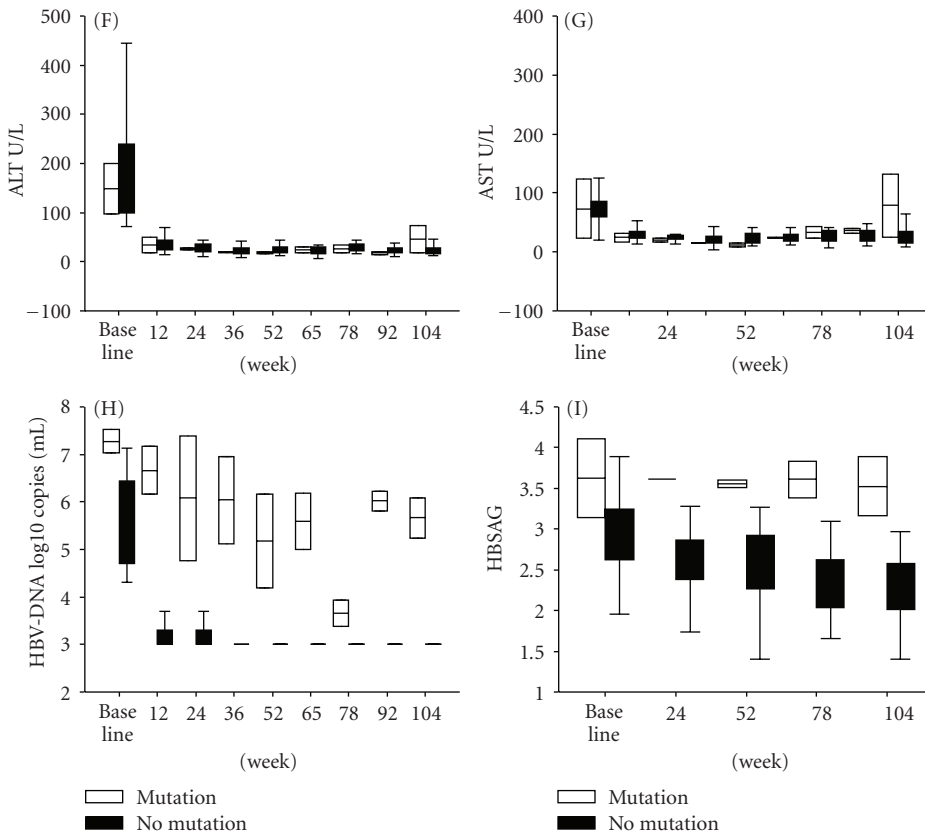 (F)
ALT U/L
500
400
300
200
100
0
−100
Base line 12 24 36 52 65 78 92 104
(week)
(G)
AST U/L
400
300
200
100
0
−100
Base line 24 52 78 104
(week)
(H)
HBV-DNA log10 copies (mL)
8
7
6
5
4
3
2
Base line 12 24 36 52 65 78 92 104
(week)
Mutation
No mutation
(I)
HBSAG
4.5
4
3.5
3
2.5
2
1.5
1
Base line 24 52 78 104
(week)
Mutation
No mutation